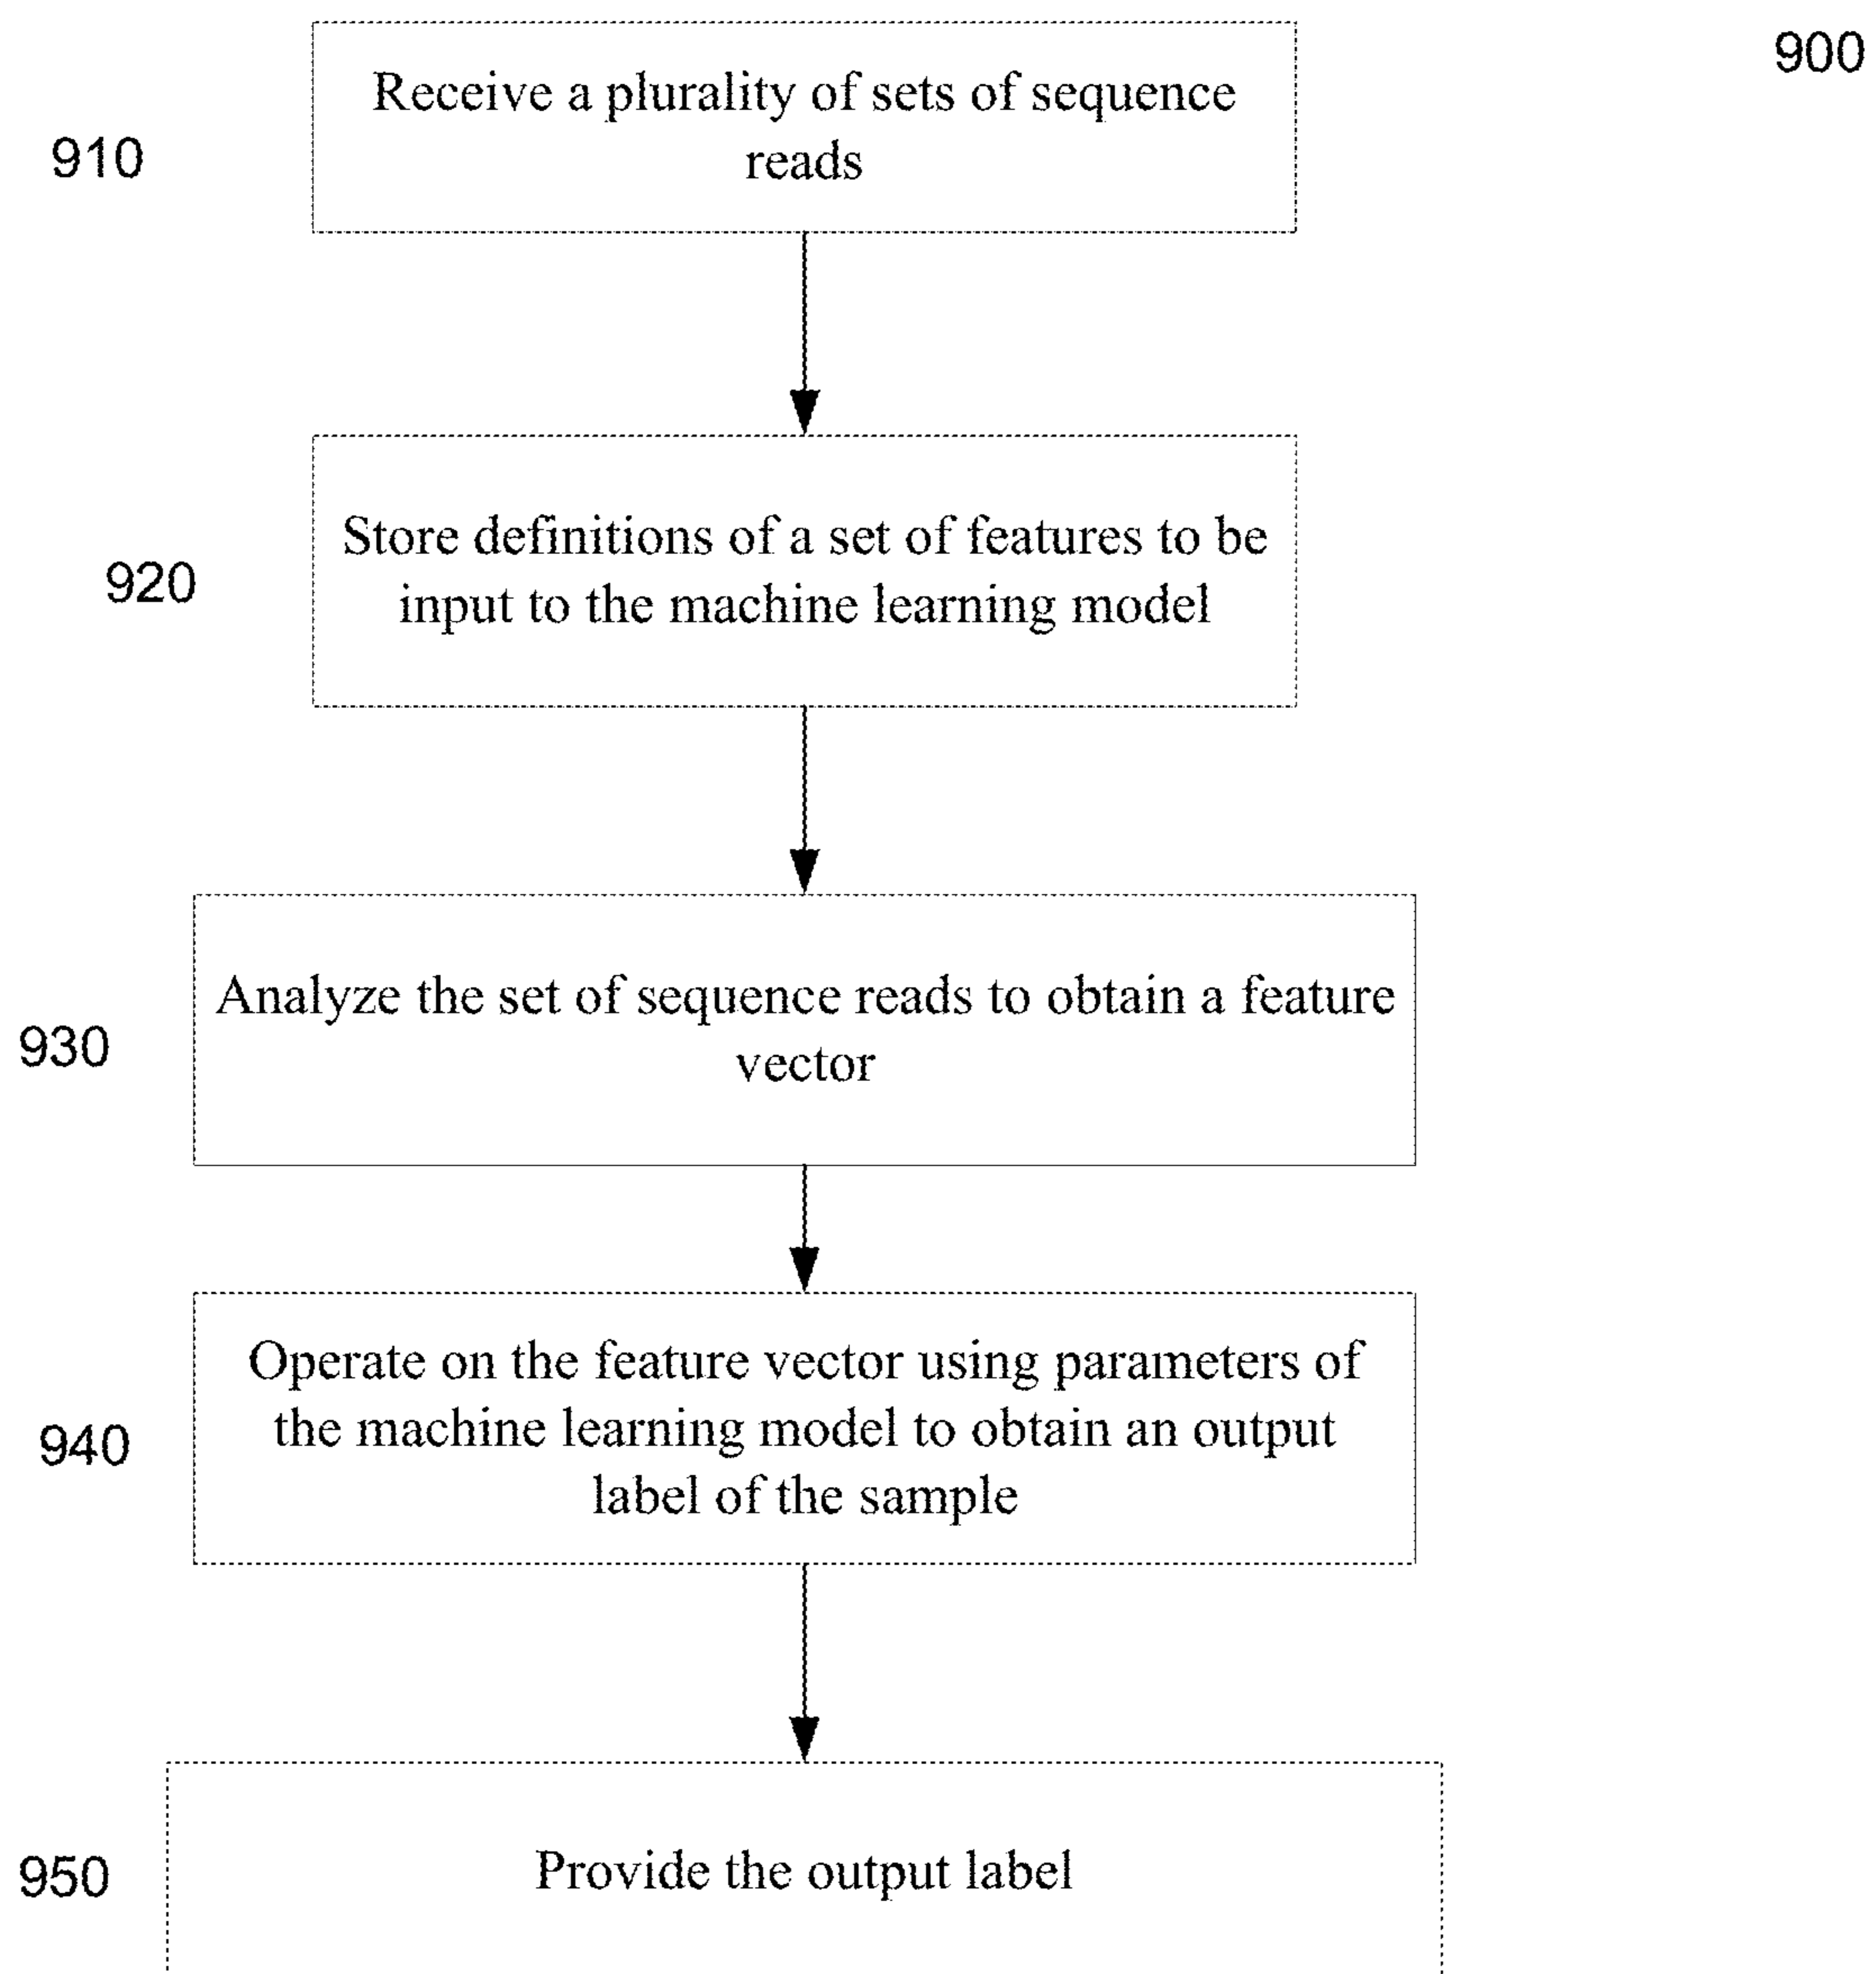 900
910
Receive a plurality of sets of sequence
reads
920
Store definitions of a set of features to be
input to the machine learning model
930
Analyze the set of sequence reads to obtain a feature
vector
940
Operate on the feature vector using parameters of
the machine learning model to obtain an output
label of the sample
950
Provide the output label